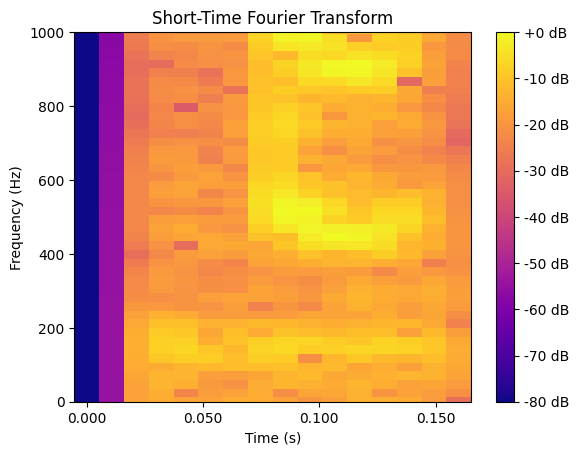 Short-Time Fourier Transform
1000
800
600
400
200
0
Frequency (Hz)
0.000
0.050
0.100
0.150
Time (s)
+0 dB
-10 dB
-20 dB
-30 dB
-40 dB
-50 dB
-60 dB
-70 dB
-80 dB